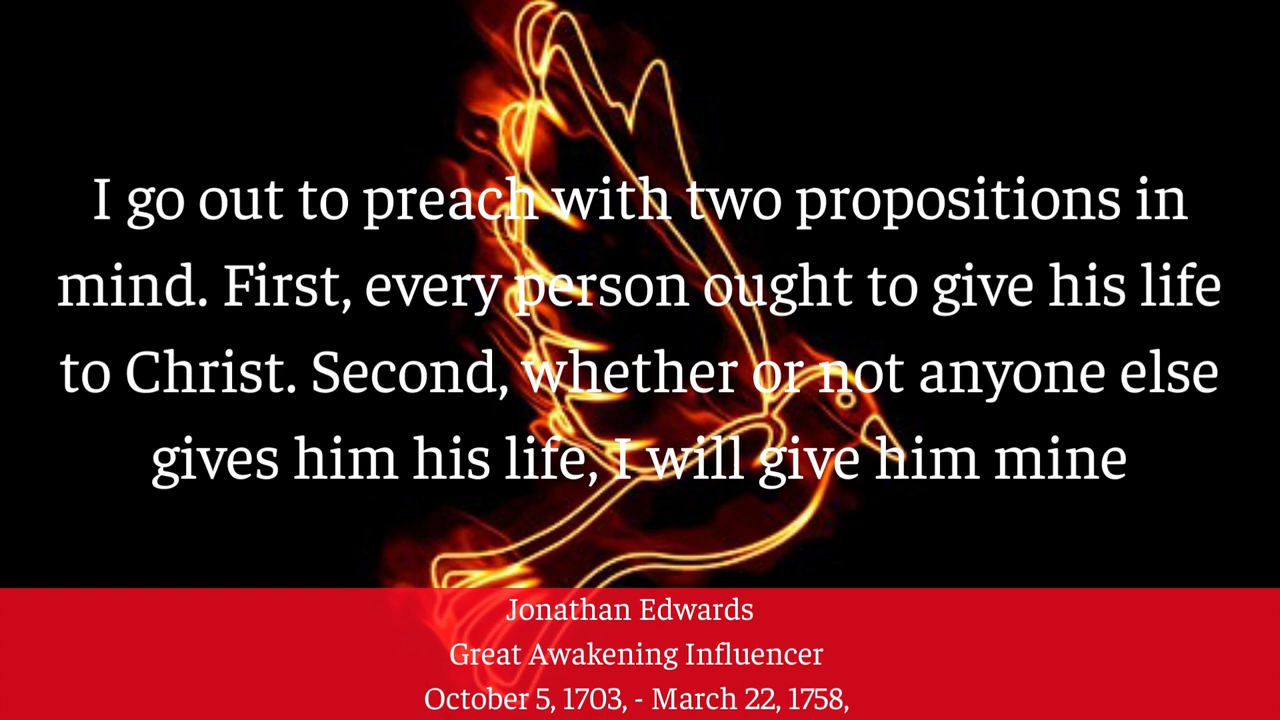 I go out to preach with two propositions in
mind. First, every person ought to give his life
to Christ. Second, whether or not anyone else
gives him his life, I will give him mine
Jonathan Edwards
Great Awakening Influencer
October 5, 1703, - March 22, 1758,